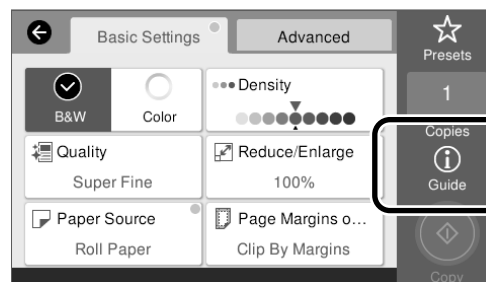 Basic Settings
Advanced
Presets
B&W
Color
Density
1
Copies
Quality
Super Fine
Reduce/Enlarge
100%
Guide
Paper Source
Roll Paper
Page Margins o...
Clip By Margins
Copy